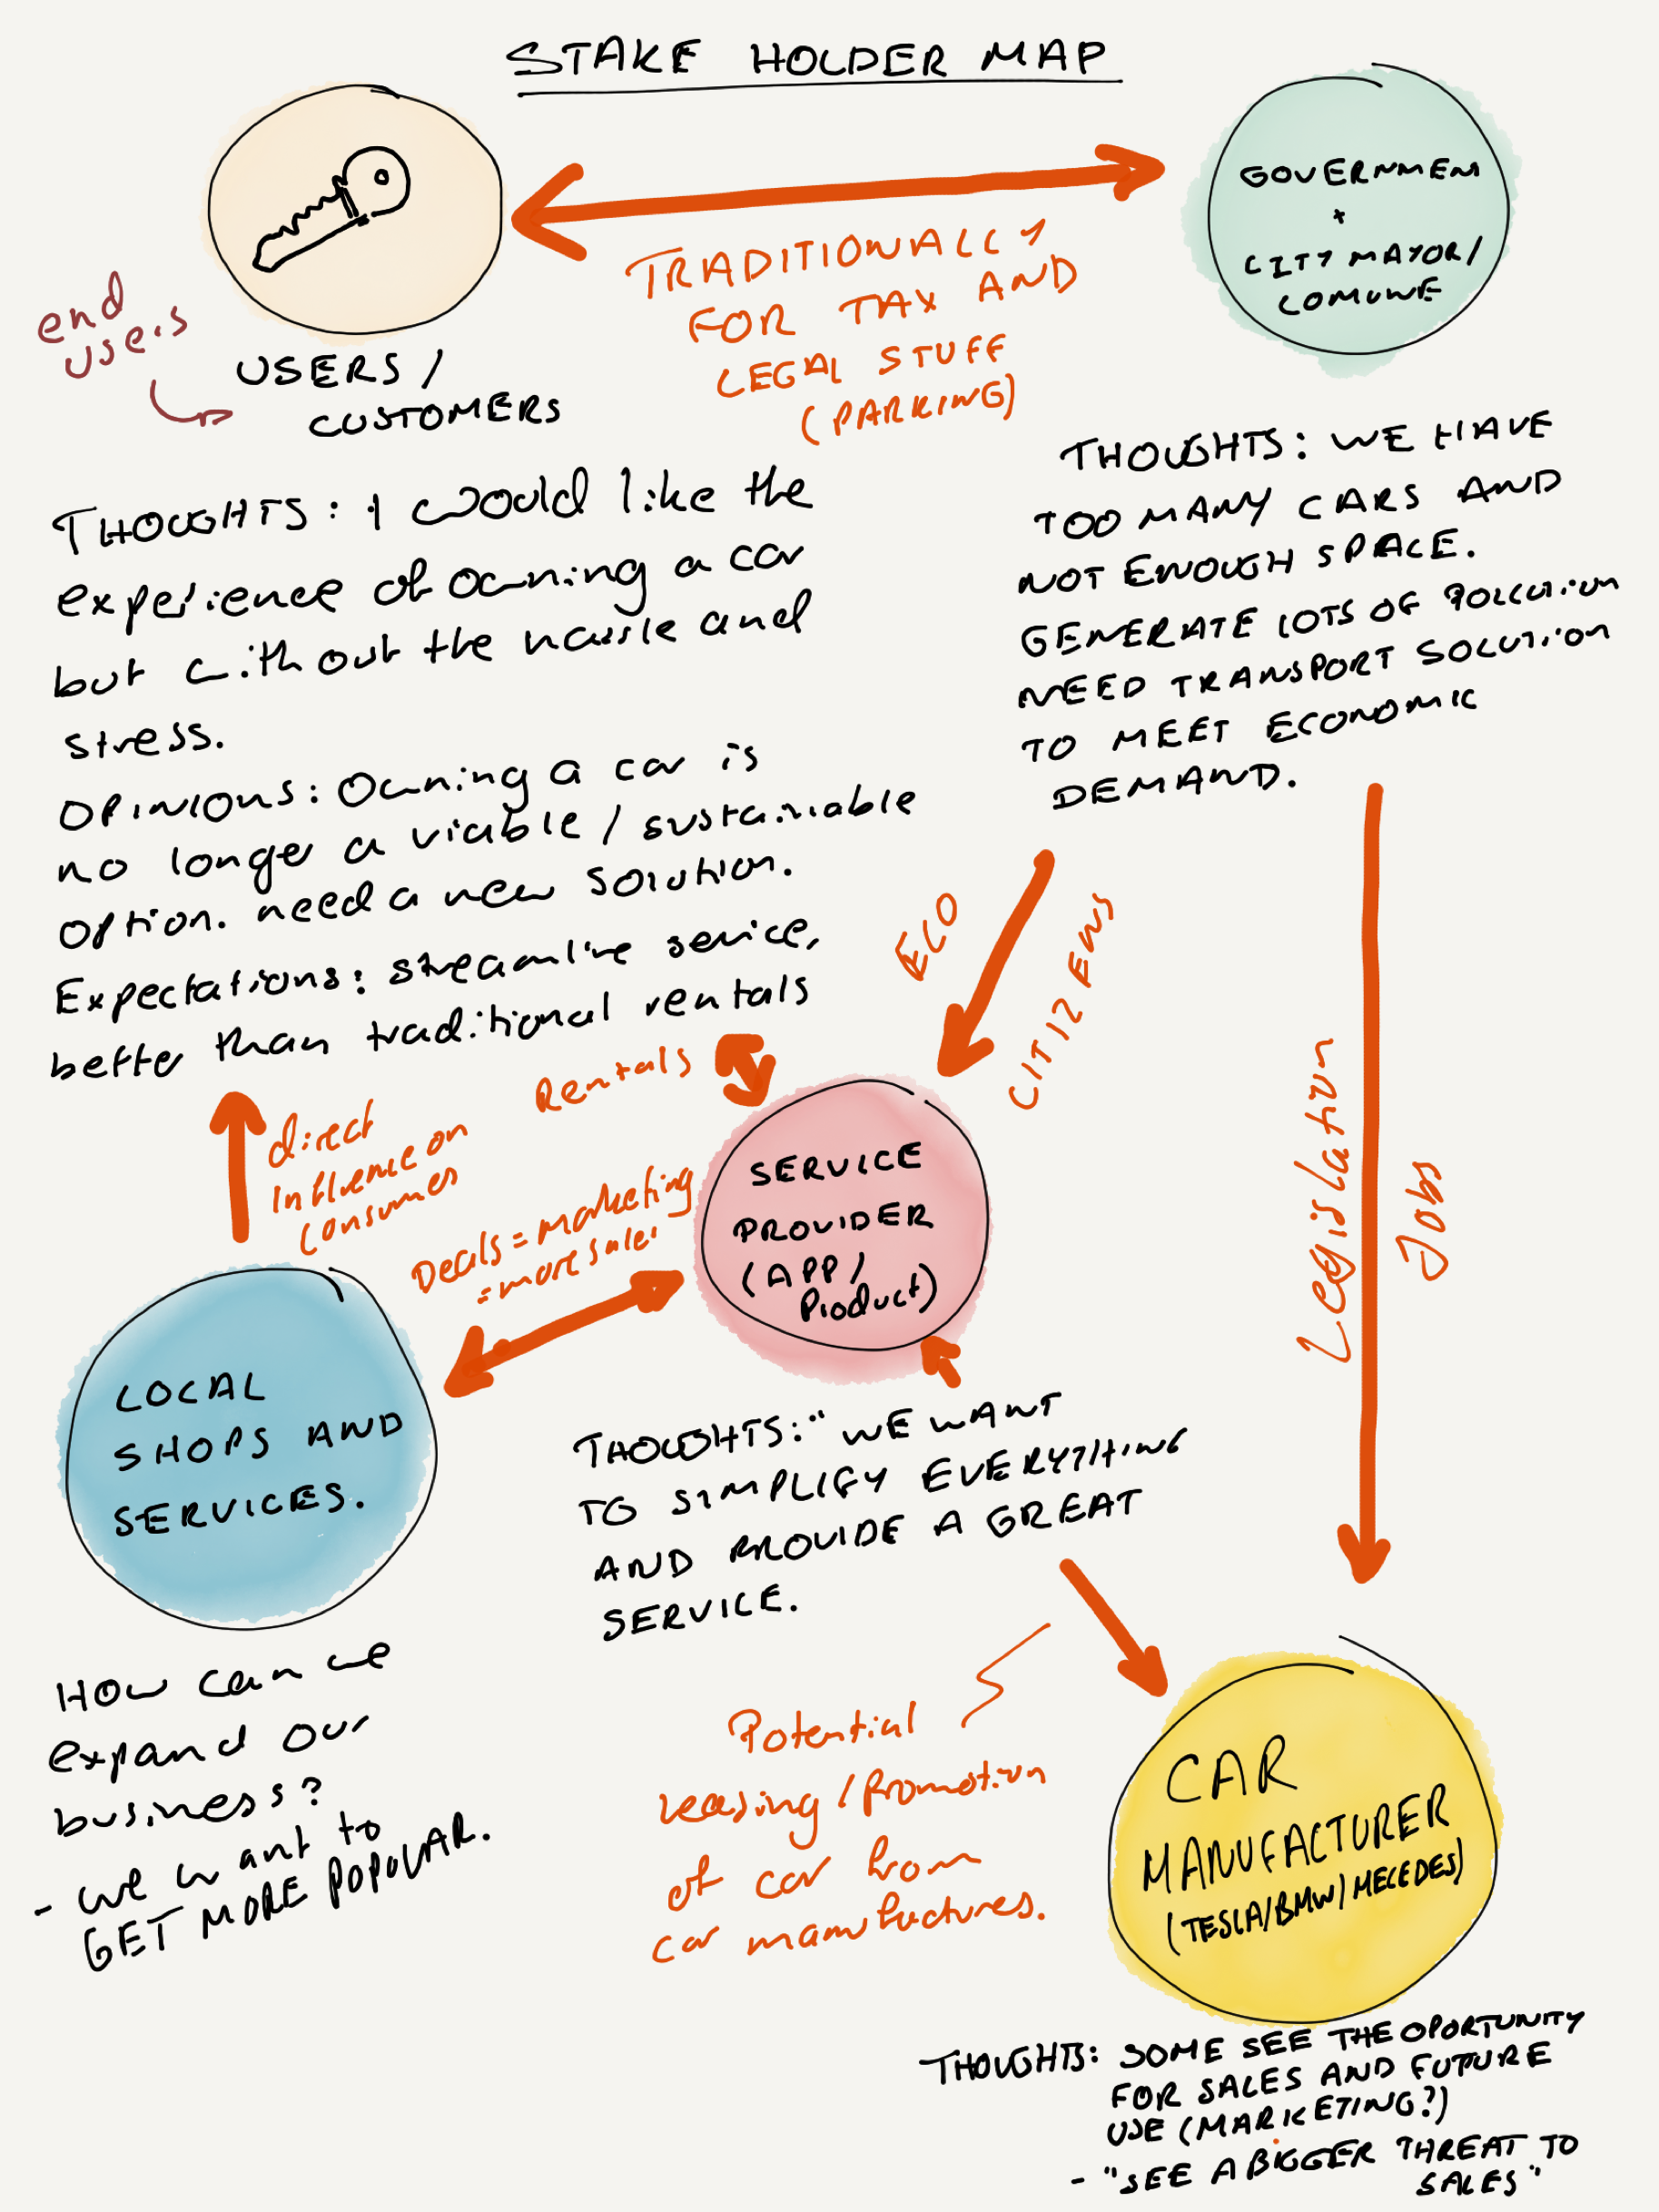 STAKE HOLDER MAP
GOVERNMEN
+
CITY MAYOR/
COMUNE
end
users
USERS/
CUSTOMERS
TRADITIONALLY
FOR TAX AND
LEGAL STUFF
(PARKING)
THOUGHTS: I would like the
experience of owning a car
but without the hassle and
stress.
OPINIONS: Owning a car is
no longer a viable / sustainable
option. need a new solution.
Expectations: streamline service,
better than traditional rentals
THOUGHTS: WE HAVE
TOO MANY CARS AND
NOT ENOUGH SPACE.
GENERATE LOTS OF POLLUTION
NEED TRANSPORT SOLUTION
TO MEET ECONOMIC
DEMAND.
ECO
CITIZENS
Legislation
Jobs
Rentals
direct
influence on
consumer
Deals = marketing
= more sales
SERVICE
PROVIDER
(APP/
Product)
LOCAL
SHOPS AND
SERVICES.
THOUGHTS: "WE WANT
TO SIMPLIFY EVERYTHING
AND PROVIDE A GREAT
SERVICE.
HOW can we
expand our
business?
- we want to
GET MORE POPULAR.
Potential
leasing / Promotion
of car from
car manufactures.
CAR
MANUFACTURER
(TESLA/BMW/MECEDES)
THOUGHTS: SOME SEE THE OPORTUNITY
FOR SALES AND FUTURE
USE (MARKETING?)
- "SEE A BIGGER THREAT TO
SALES"